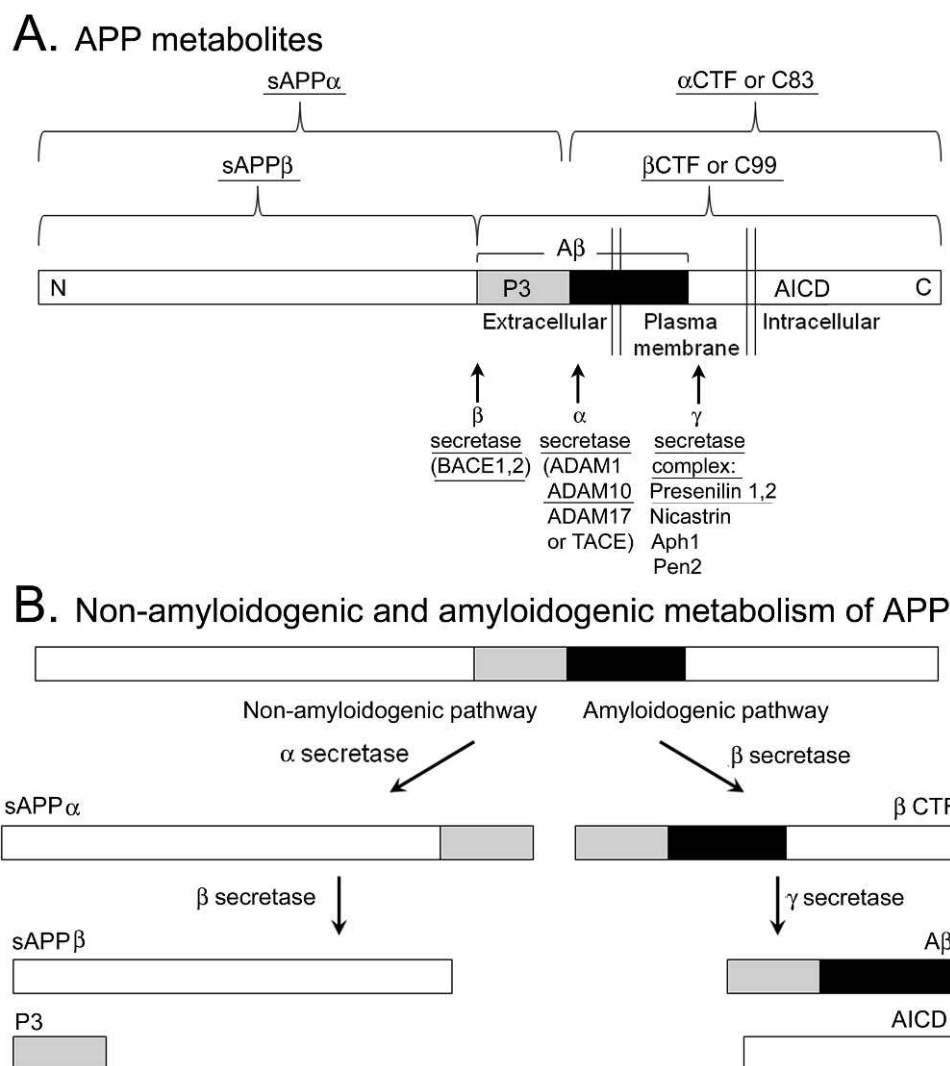 A. APP metabolites
sAPPα
αCTF or C83
sAPPβ
βCTF or C99
Aβ
N
P3
AICD
C
Extracellular
Plasma
membrane
Intracellular
β
secretase
(BACE1,2)
α
secretase
(ADAM1
ADAM10
ADAM17
or TACE)
γ
secretase
complex:
Presenilin 1,2
Nicastrin
Aph1
Pen2
B. Non-amyloidogenic and amyloidogenic metabolism of APP
Non-amyloidogenic pathway
Amyloidogenic pathway
α secretase
β secretase
sAPPα
β CTF
β secretase
γ secretase
sAPPβ
Aβ
P3
AICD